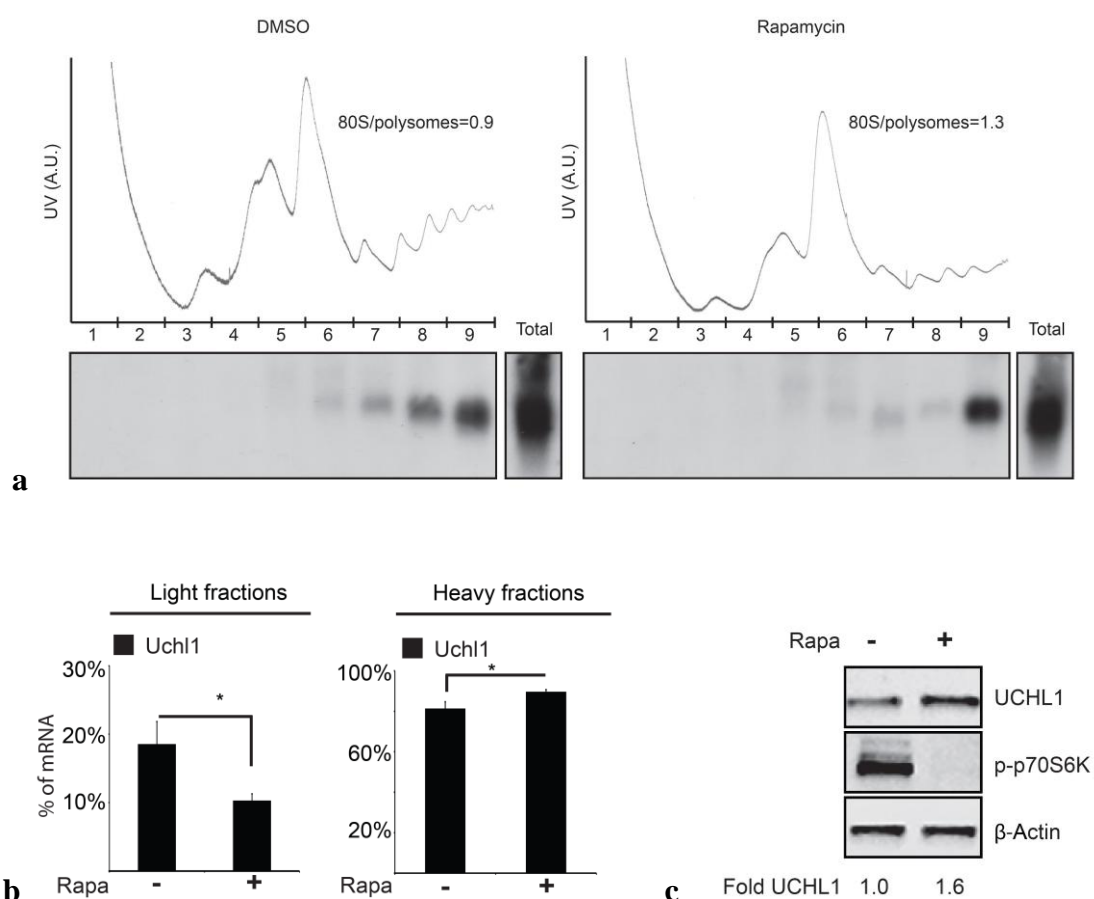 DMSO
Rapamycin
UV (A.U.)
80S/polysomes=0.9
UV (A.U.)
80S/polysomes=1.3
1 2 3 4 5 6 7 8 9 Total
1 2 3 4 5 6 7 8 9 Total
a
Light fractions
Uchl1
% of mRNA
30%
20%
10%
*
Rapa - +
b
Heavy fractions
Uchl1
100%
60%
20%
*
Rapa - +
Rapa - +
UCHL1
p-p70S6K
β-Actin
c
Fold UCHL1 1.0 1.6